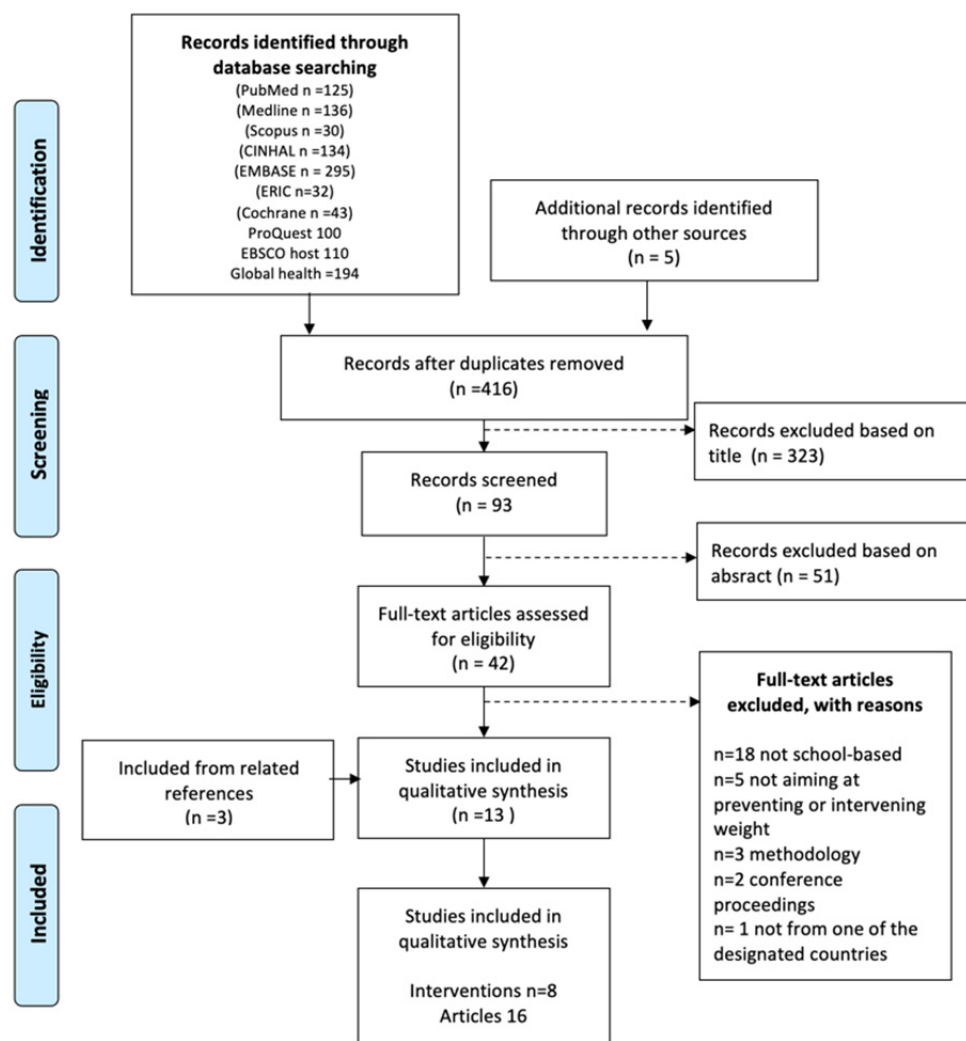 Records identified through
database searching
(PubMed n =125)
(Medline n =136)
(Scopus n =30)
(CINHAL n =134)
(EMBASE n = 295)
(ERIC n=32)
(Cochrane n =43)
ProQuest 100
EBSCO host 110
Global health =194
Identification
Additional records identified
through other sources
(n = 5)
Records after duplicates removed
(n =416)
Screening
Records excluded based on
title (n = 323)
Records screened
(n = 93
Records excluded based on
absract (n = 51)
Eligibility
Full-text articles assessed
for eligibility
(n = 42)
Full-text articles
excluded, with reasons
n=18 not school-based
n=5 not aiming at
preventing or intervening
weight
n=3 methodology
n=2 conference
proceedings
n= 1 not from one of the
designated countries
Included from related
references
(n =3)
Studies included in
qualitative synthesis
(n =13 )
Included
Studies included in
qualitative synthesis
Interventions n=8
Articles 16